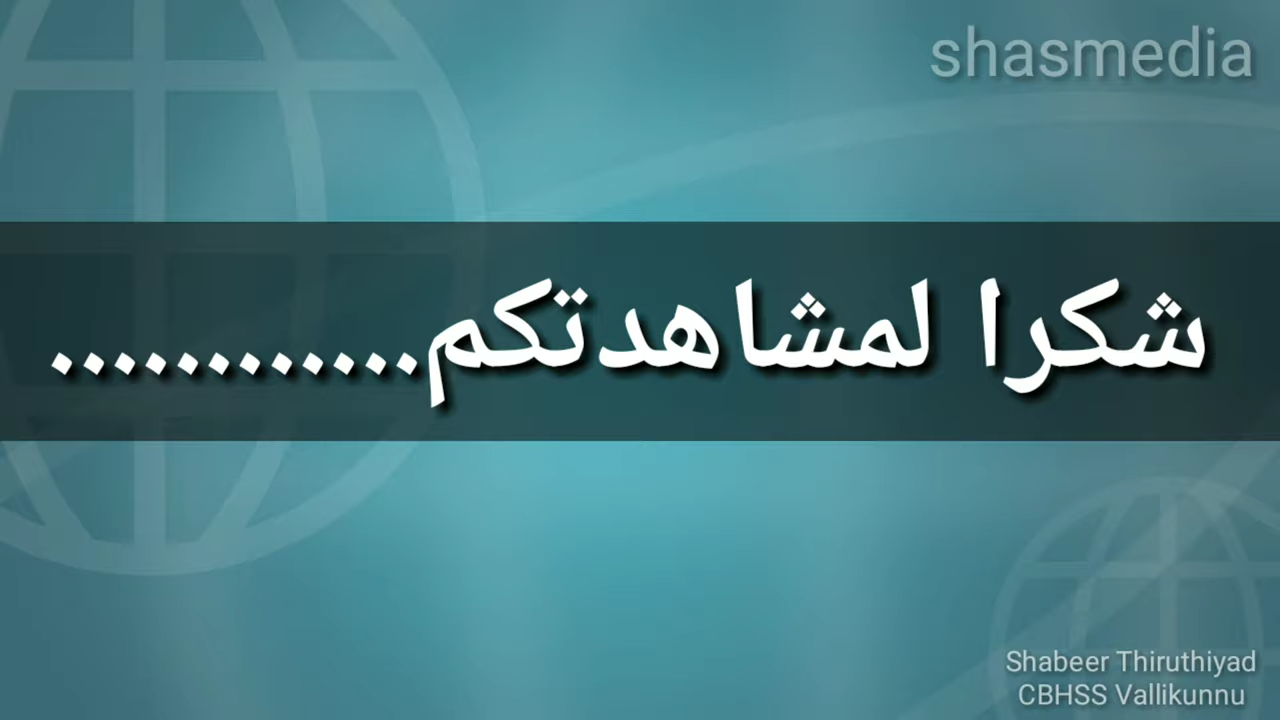 shasmedia
شكرا لمشاهدتكم............
Shabeer Thiruthiyad
CBHSS Vallikunnu